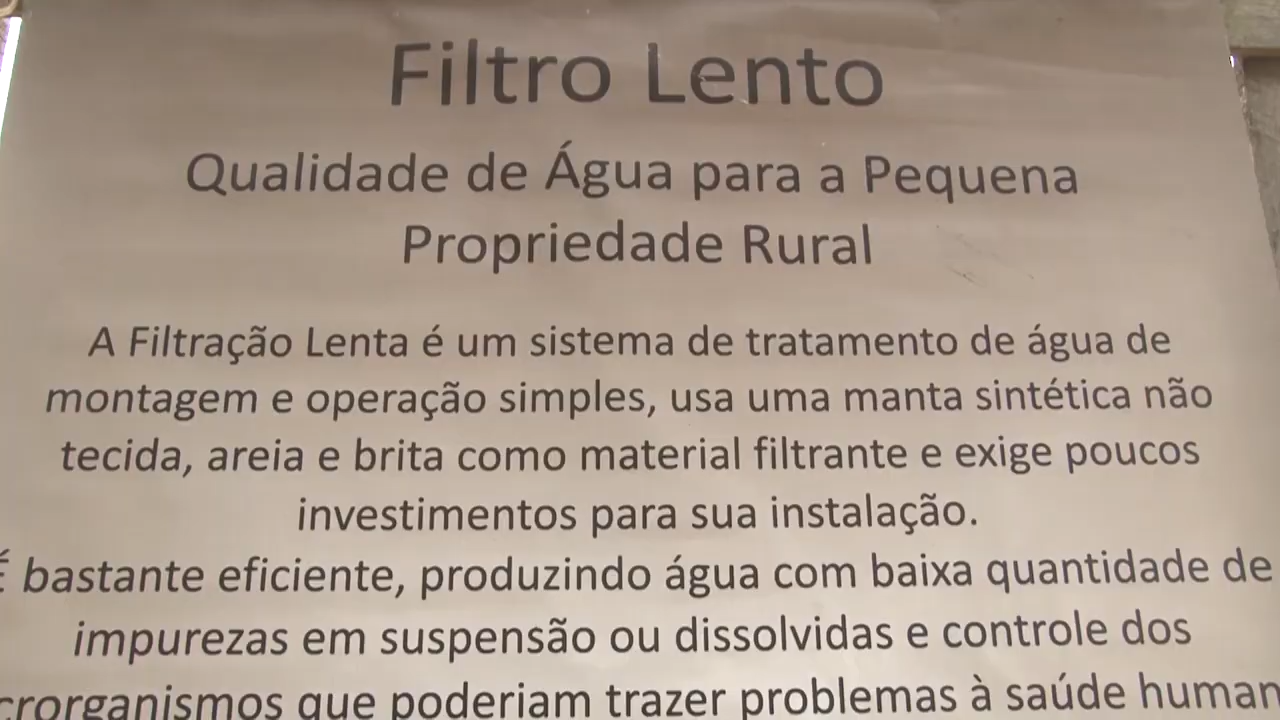 Filtro Lento
Qualidade de Água para a Pequena
Propriedade Rural
A Filtração Lenta é um sistema de tratamento de água de
montagem e operação simples, usa uma manta sintética não
tecida, areia e brita como material filtrante e exige poucos
investimentos para sua instalação.
É bastante eficiente, produzindo água com baixa quantidade de
impurezas em suspensão ou dissolvidas e controle dos
crorganismos que poderiam trazer problemas à saúde human